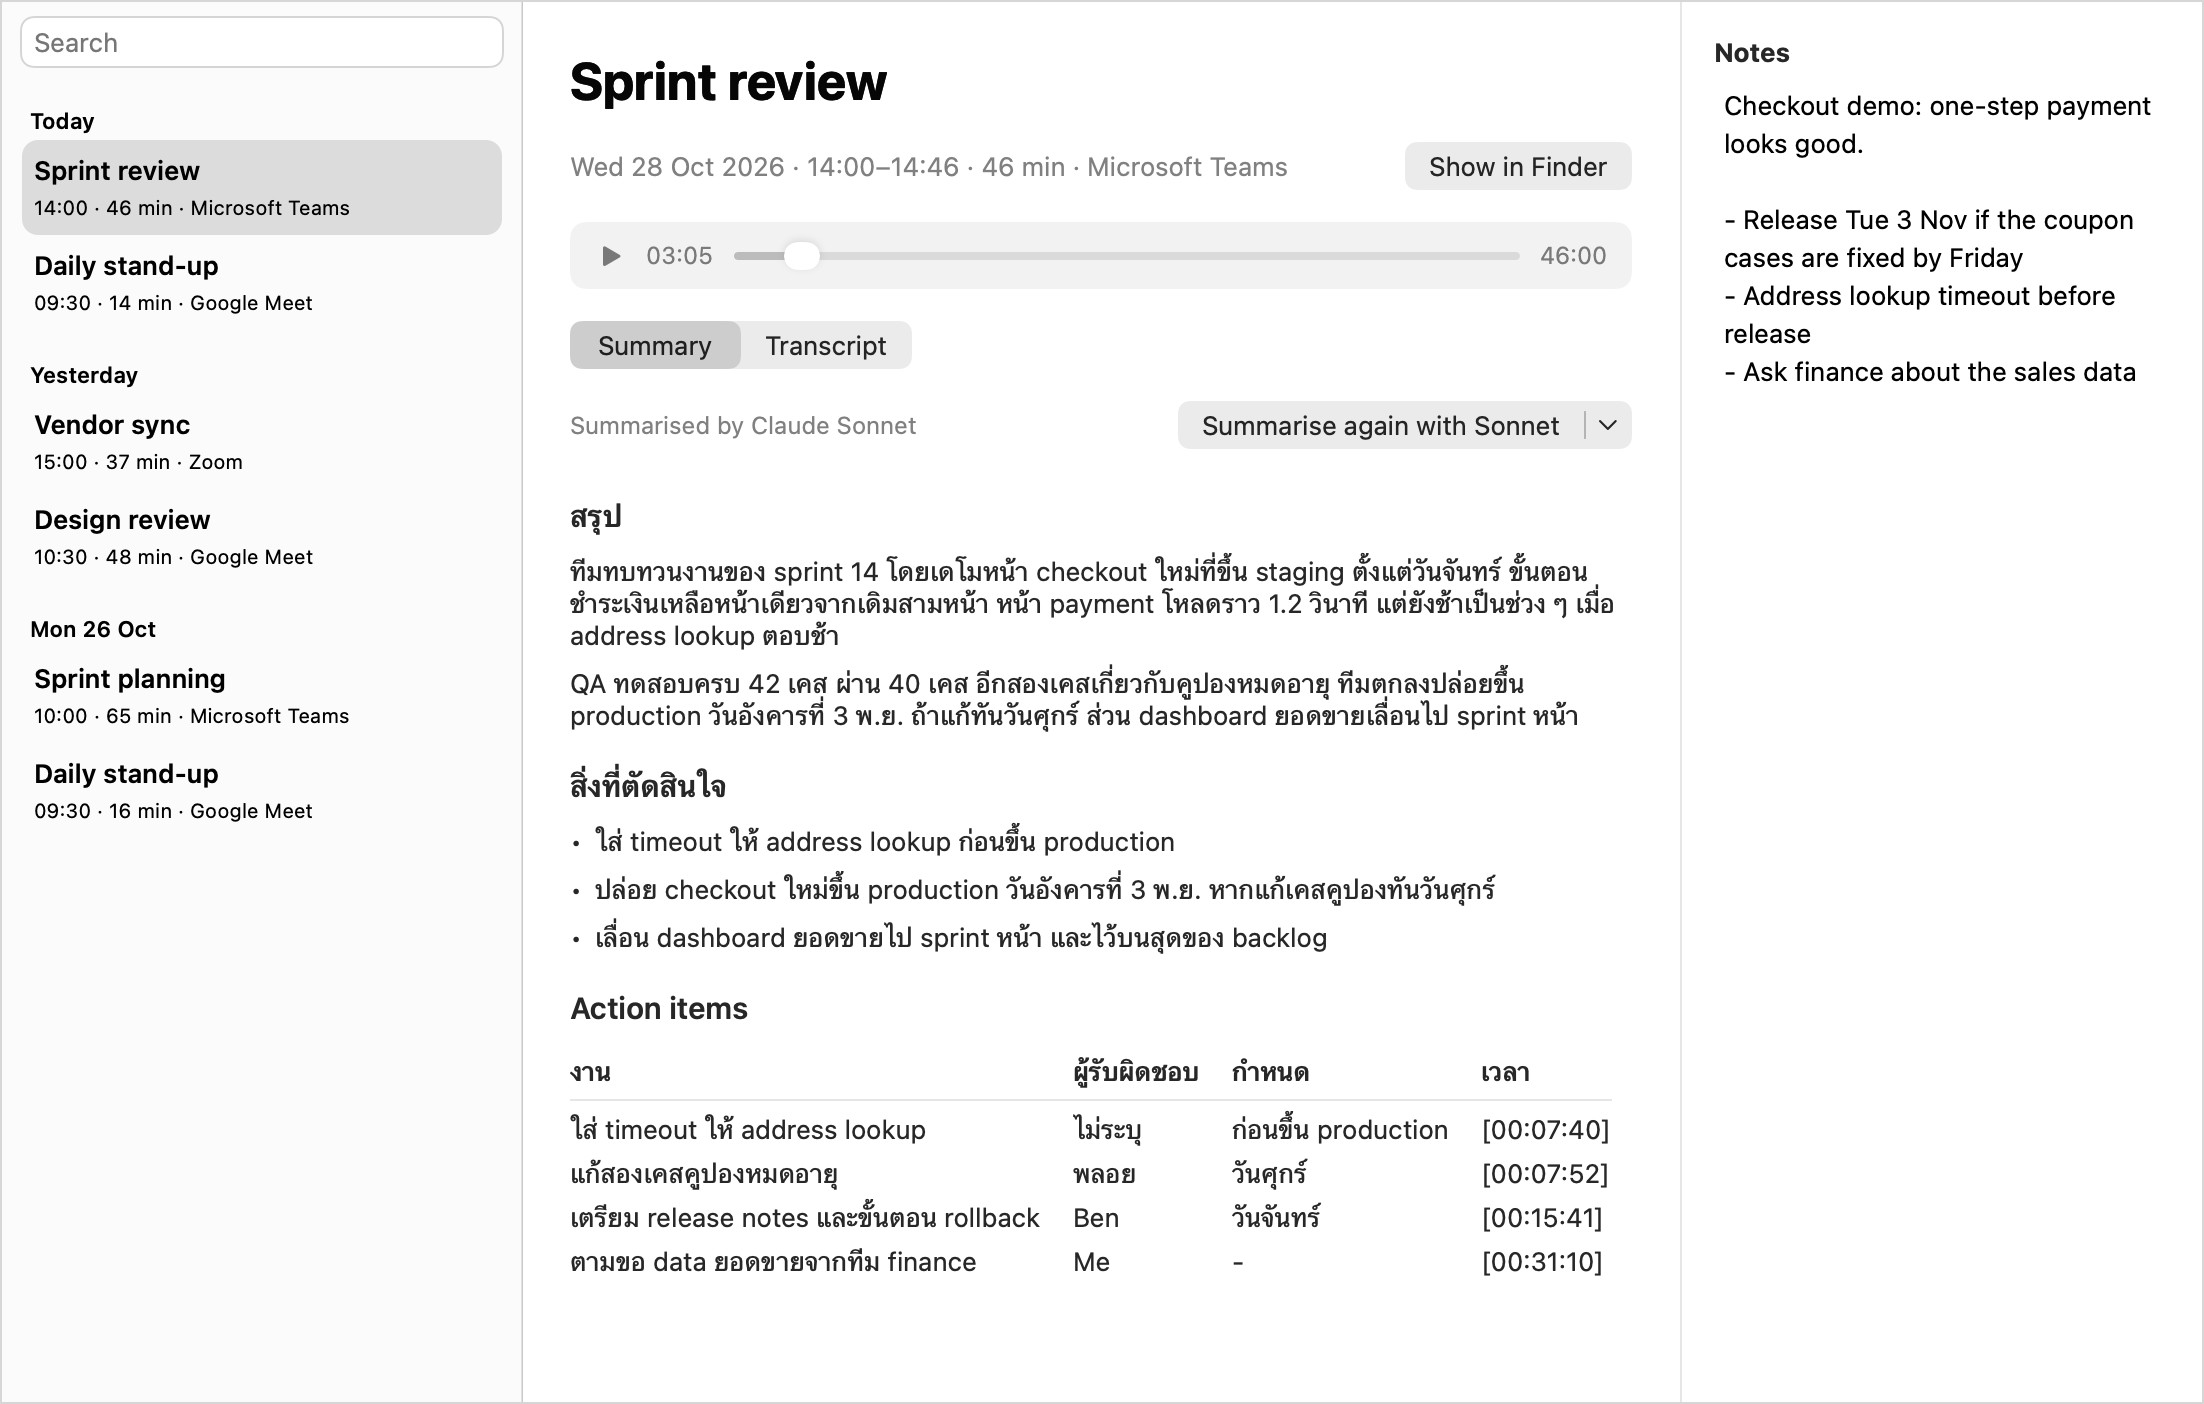 Search
Today
Sprint review
14:00 · 46 min · Microsoft Teams
Daily stand-up
09:30 · 14 min · Google Meet
Yesterday
Vendor sync
15:00 · 37 min · Zoom
Design review
10:30 · 48 min · Google Meet
Mon 26 Oct
Sprint planning
10:00 · 65 min · Microsoft Teams
Daily stand-up
09:30 · 16 min · Google Meet
Sprint review
Wed 28 Oct 2026 · 14:00–14:46 · 46 min · Microsoft Teams
Show in Finder
03:05
46:00
Summary
Transcript
Summarised by Claude Sonnet
Summarise again with Sonnet
สรุป
ทีมทบทวนงานของ sprint 14 โดยเดโมหน้า checkout ใหม่ที่ขึ้น staging ตั้งแต่วันจันทร์ ขั้นตอน
ชำระเงินเหลือหน้าเดียวจากเดิมสามหน้า หน้า payment โหลดราว 1.2 วินาที แต่ยังช้าเป็นช่วง ๆ เมื่อ
address lookup ตอบช้า
QA ทดสอบครบ 42 เคส ผ่าน 40 เคส อีกสองเคสเกี่ยวกับคูปองหมดอายุ ทีมตกลงปล่อยขึ้น
production วันอังคารที่ 3 พ.ย. ถ้าแก้ทันวันศุกร์ ส่วน dashboard ยอดขายเลื่อนไป sprint หน้า
สิ่งที่ตัดสินใจ
• ใส่ timeout ให้ address lookup ก่อนขึ้น production
• ปล่อย checkout ใหม่ขึ้น production วันอังคารที่ 3 พ.ย. หากแก้เคสคูปองทันวันศุกร์
• เลื่อน dashboard ยอดขายไป sprint หน้า และไว้บนสุดของ backlog
Action items
งาน ผู้รับผิดชอบ กำหนด เวลา
ใส่ timeout ให้ address lookup ไม่ระบุ ก่อนขึ้น production [00:07:40]
แก้สองเคสคูปองหมดอายุ พลอย วันศุกร์ [00:07:52]
เตรียม release notes และขั้นตอน rollback Ben วันจันทร์ [00:15:41]
ตามขอ data ยอดขายจากทีม finance Me - [00:31:10]
Notes
Checkout demo: one-step payment
looks good.
- Release Tue 3 Nov if the coupon
cases are fixed by Friday
- Address lookup timeout before
release
- Ask finance about the sales data